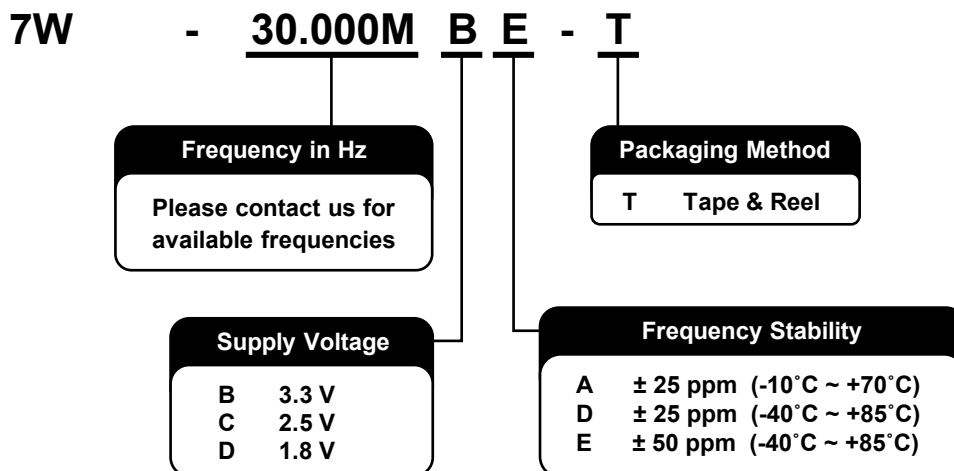 7W - 30.000M B E - T
Frequency in Hz
Please contact us for
available frequencies
Packaging Method
T Tape & Reel
Supply Voltage
B 3.3 V
C 2.5 V
D 1.8 V
Frequency Stability
A ± 25 ppm (-10˚C ~ +70˚C)
D ± 25 ppm (-40˚C ~ +85˚C)
E ± 50 ppm (-40˚C ~ +85˚C)